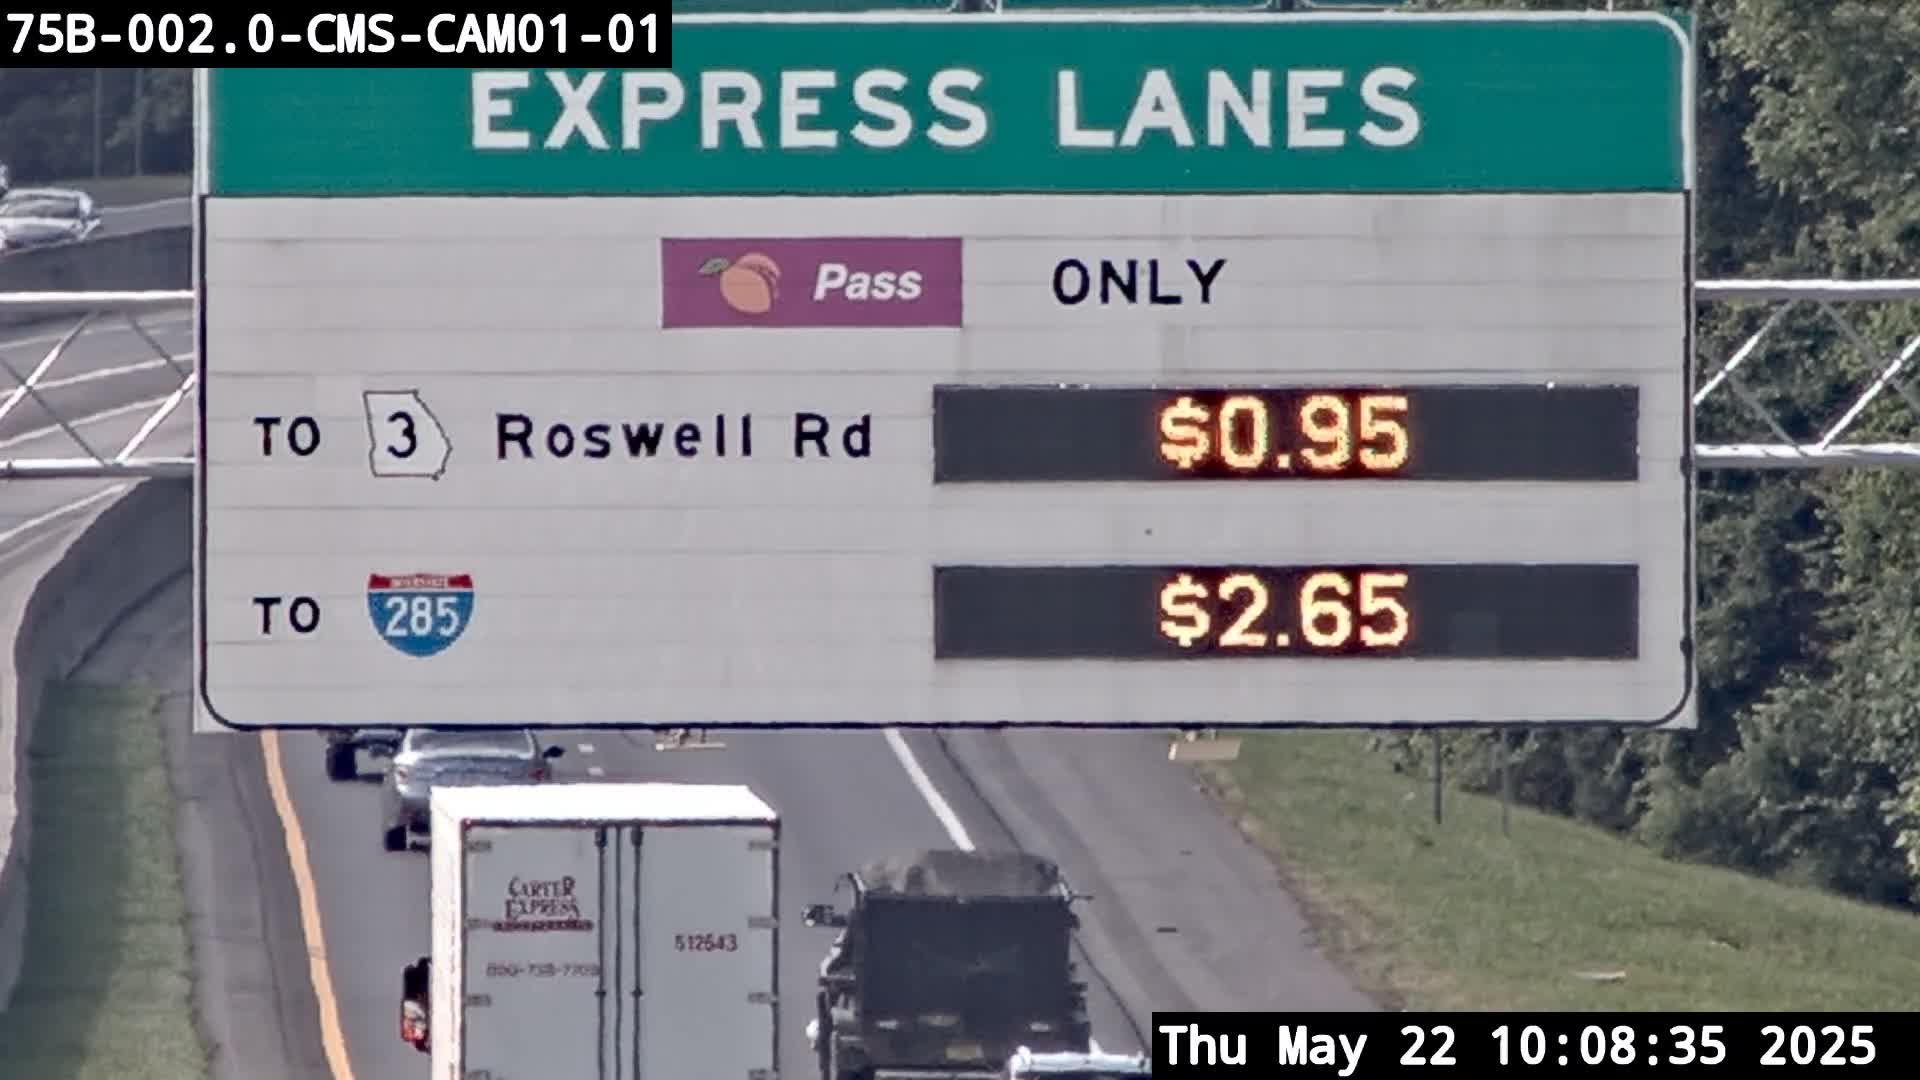 75B-002.0-CMS-CAM01-01
EXPRESS LANES
Pass ONLY
TO 3 Roswell Rd $0.95
TO 285 $2.65
CARTER
EXPRESS
512643
Thu May 22 10:08:35 2025